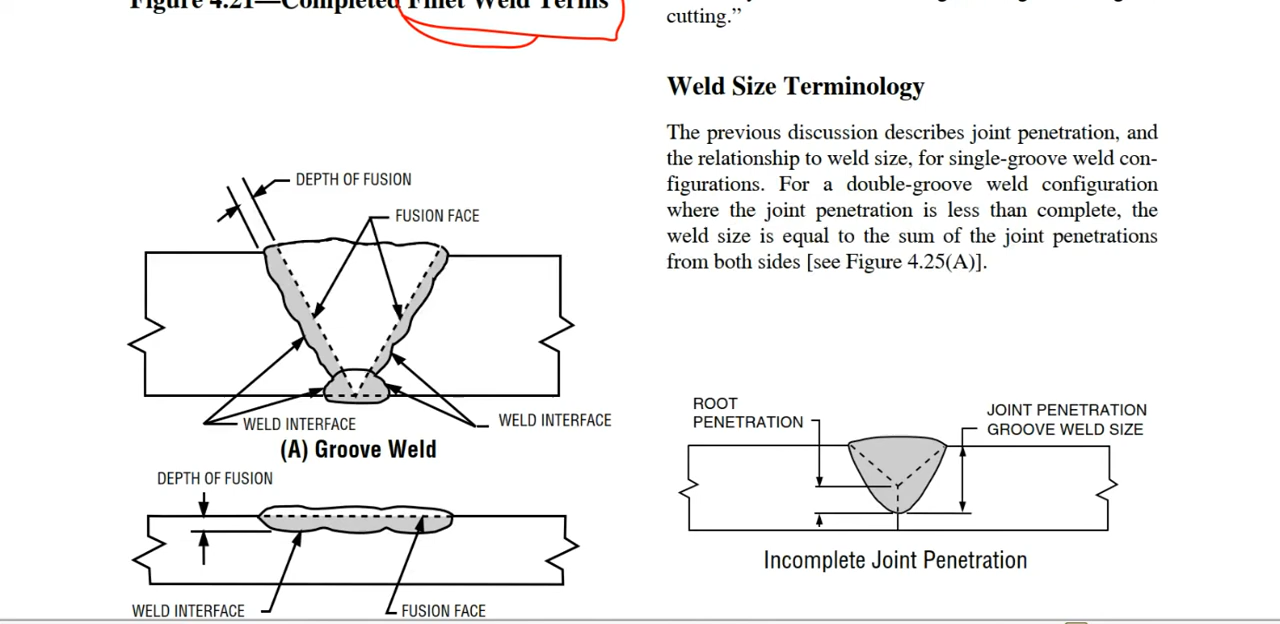 Figure 4.21—Completed Fillet Weld Terms
DEPTH OF FUSION
FUSION FACE
WELD INTERFACE
WELD INTERFACE
(A) Groove Weld
DEPTH OF FUSION
WELD INTERFACE
FUSION FACE
cutting.”
Weld Size Terminology
The previous discussion describes joint penetration, and
the relationship to weld size, for single-groove weld con-
figurations. For a double-groove weld configuration
where the joint penetration is less than complete, the
weld size is equal to the sum of the joint penetrations
from both sides [see Figure 4.25(A)].
ROOT
PENETRATION
JOINT PENETRATION
GROOVE WELD SIZE
Incomplete Joint Penetration